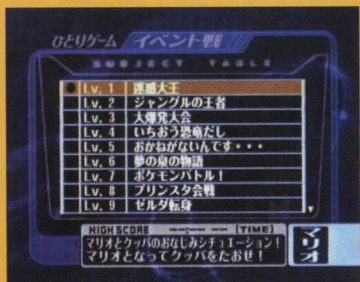 ひとりゲーム イベント戦
SUBJECT TABLE
Lv. 1 迷惑大王
Lv. 2 ジャングルの王者
Lv. 3 大爆発大会
Lv. 4 いちおう恐竜だし
Lv. 5 おかねがないんです・・・
Lv. 6 夢の泉の物語
Lv. 7 ポケモンバトル！
Lv. 8 プリンスタ会戦
Lv. 9 ゼルダ転身
HIGH SCORE --:--:-- [TIME]
マリオとクッパのおなじみシチュエーション！
マリオとなってクッパをたおせ！
マリオ